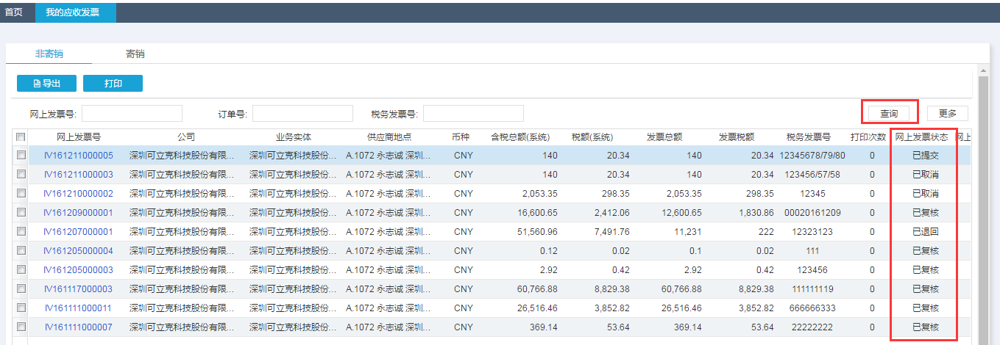 首页 我的应收发票
非寄销 寄销
导出 打印
网上发票号: 订单号: 税务发票号: 查询 更多
网上发票号 公司 业务实体 供应商地点 币种 含税总额(系统) 税额(系统) 发票总额 发票税额 税务发票号 打印次数 网上发票状态 网上
IV161211000005 深圳可立克科技股份有限... 深圳可立克科技股份有限... A.1072 永志诚 深圳... CNY 140 20.34 140 20.34 12345678/79/80 0 已提交
IV161211000003 深圳可立克科技股份有限... 深圳可立克科技股份有限... A.1072 永志诚 深圳... CNY 140 20.34 140 20.34 123456/57/58 0 已取消
IV161210000002 深圳可立克科技股份有限... 深圳可立克科技股份有限... A.1072 永志诚 深圳... CNY 2,053.35 298.35 2,053.35 298.35 12345 0 已取消
IV161209000001 深圳可立克科技股份有限... 深圳可立克科技股份有限... A.1072 永志诚 深圳... CNY 16,600.65 2,412.06 12,600.65 1,830.86 00020161209 0 已复核
IV161207000001 深圳可立克科技股份有限... 深圳可立克科技股份有限... A.1072 永志诚 深圳... CNY 51,560.96 7,491.76 11,231 222 12323123 0 已退回
IV161205000004 深圳可立克科技股份有限... 深圳可立克科技股份有限... A.1072 永志诚 深圳... CNY 0.12 0.02 0.1 0.02 111 0 已复核
IV161205000003 深圳可立克科技股份有限... 深圳可立克科技股份有限... A.1072 永志诚 深圳... CNY 2.92 0.42 2.92 0.42 123456 0 已复核
IV161117000003 深圳可立克科技股份有限... 深圳可立克科技股份有限... A.1072 永志诚 深圳... CNY 60,766.88 8,829.38 60,766.88 8,829.38 111111119 0 已复核
IV161111000011 深圳可立克科技股份有限... 深圳可立克科技股份有限... A.1072 永志诚 深圳... CNY 26,516.46 3,852.82 26,516.46 3,852.82 666666333 0 已复核
IV161111000007 深圳可立克科技股份有限... 深圳可立克科技股份有限... A.1072 永志诚 深圳... CNY 369.14 53.64 369.14 53.64 22222222 0 已复核